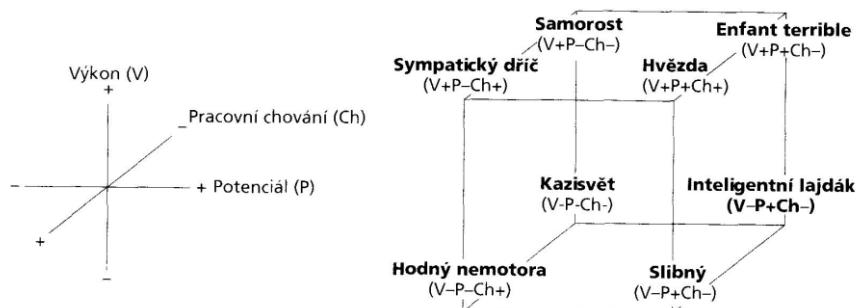 Výkon (V)
+
– Pracovní chování (Ch)
– + Potenciál (P)
+
–
Samorost
(V+P–Ch–)
Enfant terrible
(V+P+Ch–)
Sympatický dříč
(V+P–Ch+)
Hvězda
(V+P+Ch+)
Kazisvět
(V-P-Ch-)
Inteligentní lajdák
(V–P+Ch–)
Hodný nemotora
(V–P–Ch+)
Slibný
(V–P+Ch–)